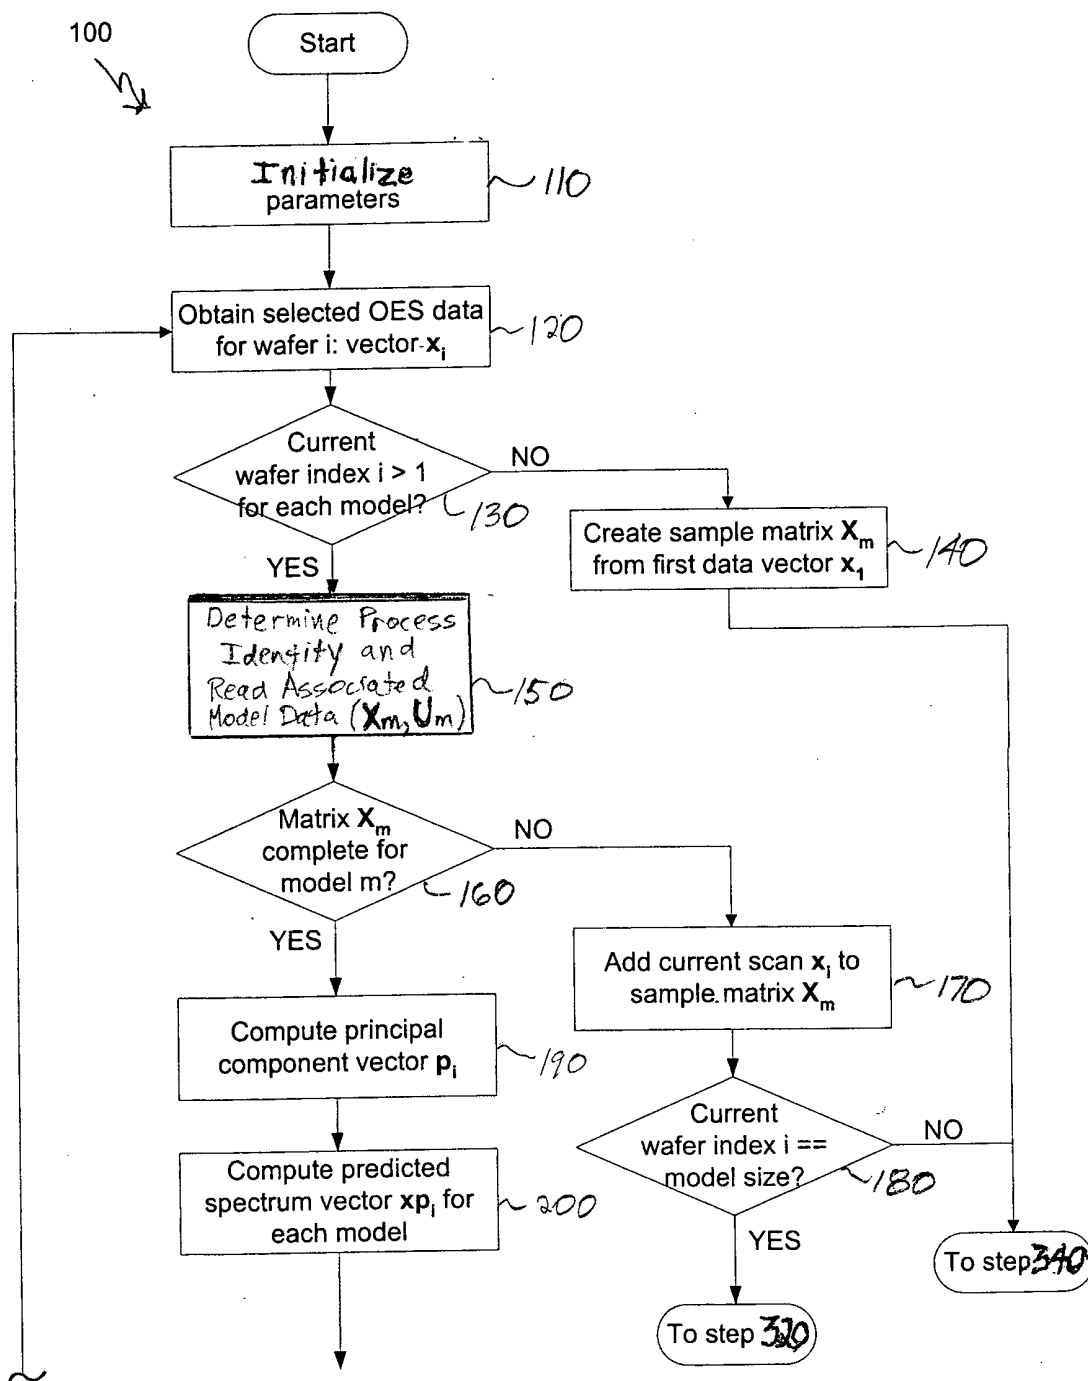 100
Start
Initialize
parameters
110
Obtain selected OES data
for wafer i: vector x_i
120
Current
wafer index i > 1
for each model?
130
NO
YES
Create sample matrix X_m
from first data vector x_1
140
Determine Process
Identity and
Read Associated
Model Data (X_m, U_m)
150
Matrix X_m
complete for
model m?
160
NO
YES
Add current scan x_i to
sample matrix X_m
170
Compute principal
component vector p_i
190
Current
wafer index i ==
model size?
180
NO
YES
Compute predicted
spectrum vector xp_i for
each model
200
To step 340
To step 320